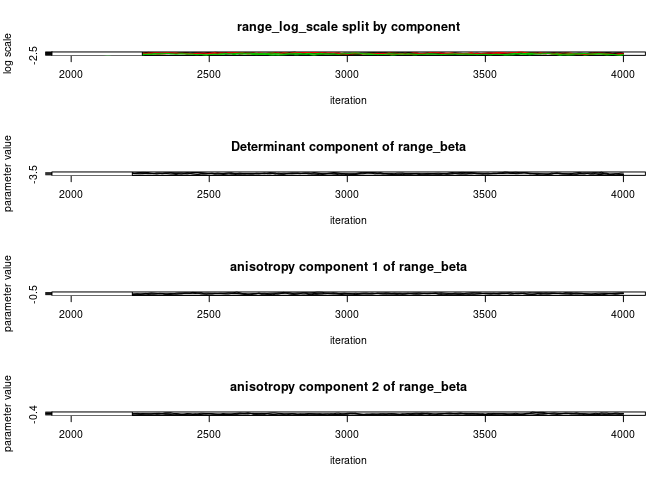 range_log_scale split by component
log scale
-2.5
2000 2500 3000 3500 4000
iteration
Determinant component of range_beta
parameter value
-3.5
2000 2500 3000 3500 4000
iteration
anisotropy component 1 of range_beta
parameter value
-0.5
2000 2500 3000 3500 4000
iteration
anisotropy component 2 of range_beta
parameter value
-0.4
2000 2500 3000 3500 4000
iteration